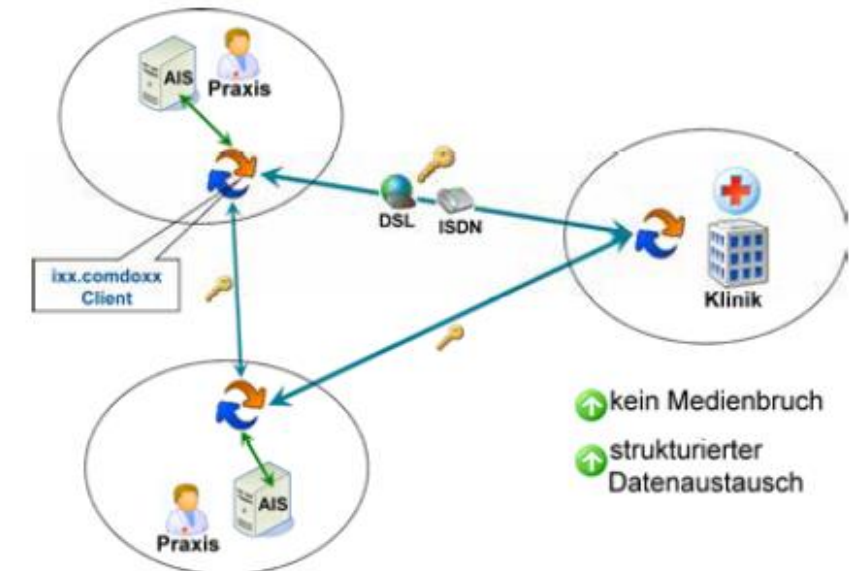 AIS
Praxis
DSL
ISDN
ixx.comdoxx
Client
Klinik
kein Medienbruch
strukturierter
Datenaustausch
AIS
Praxis